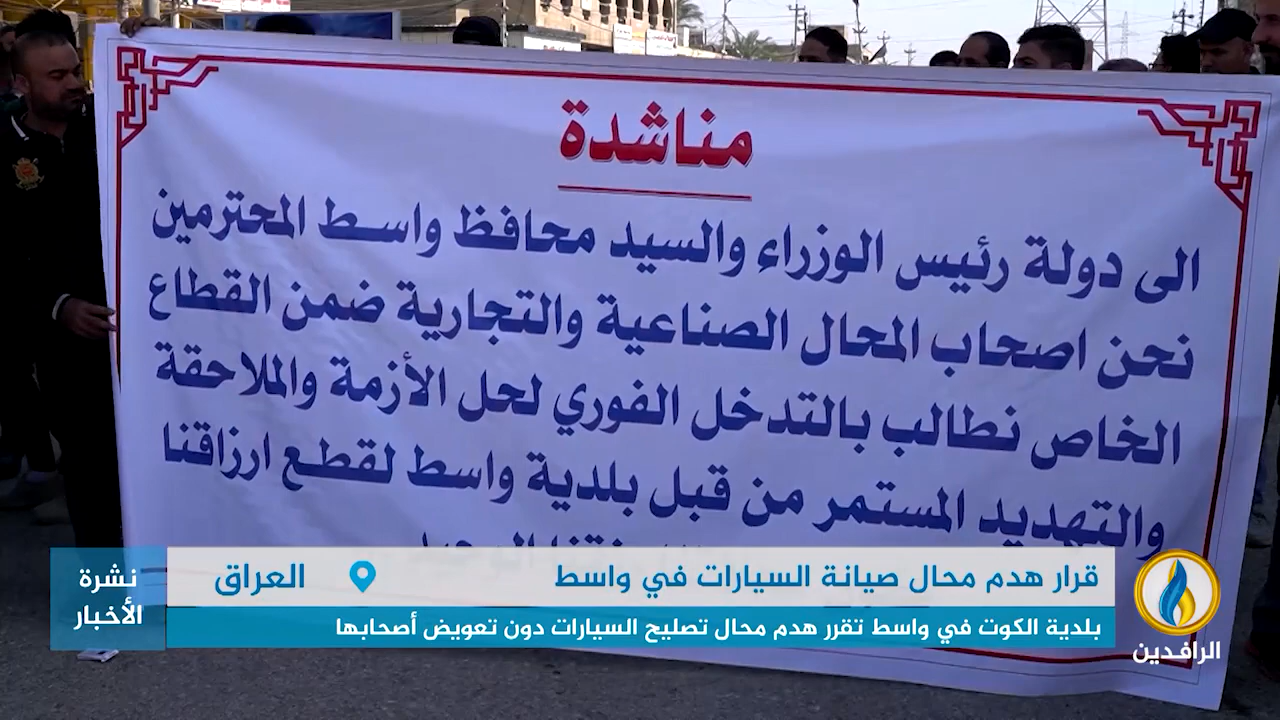 مناشدة
الى دولة رئيس الوزراء والسيد محافظ واسط المحترمين
نحن اصحاب المحال الصناعية والتجارية ضمن القطاع
الخاص نطالب بالتدخل الفوري لحل الأزمة والملاحقة
والتهديد المستمر من قبل بلدية واسط لقطع ارزاقنا
قرار هدم محال صيانة السيارات في واسط
العراق
بلدية الكوت في واسط تقرر هدم محال تصليح السيارات دون تعويض أصحابها
نشرة
الأخبار
الرافدين